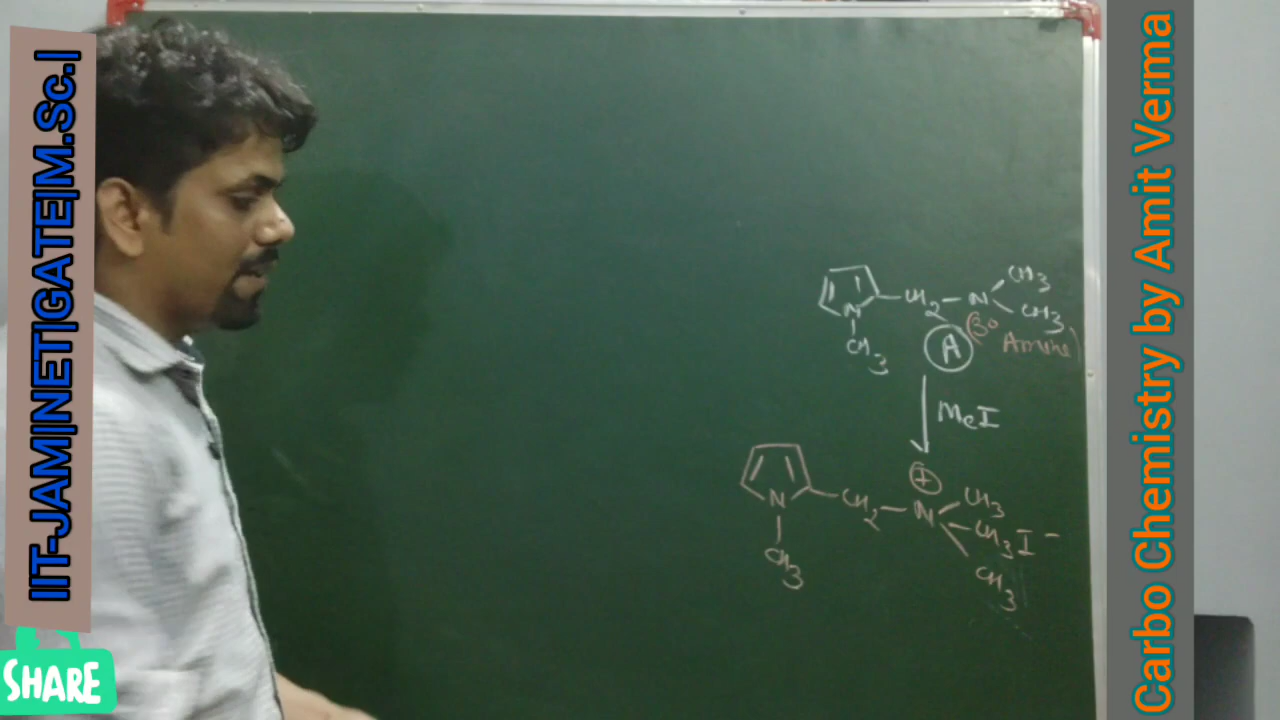 IIT-JAM|NET|GATE|M.Sc.|
SHARE
CH2 N CH3
CH3
N
CH3
A
(3° Amine)
MeI
⊕
N CH2 N CH3
CH3 I⁻
CH3
CH3
Carbo Chemistry by Amit Verma